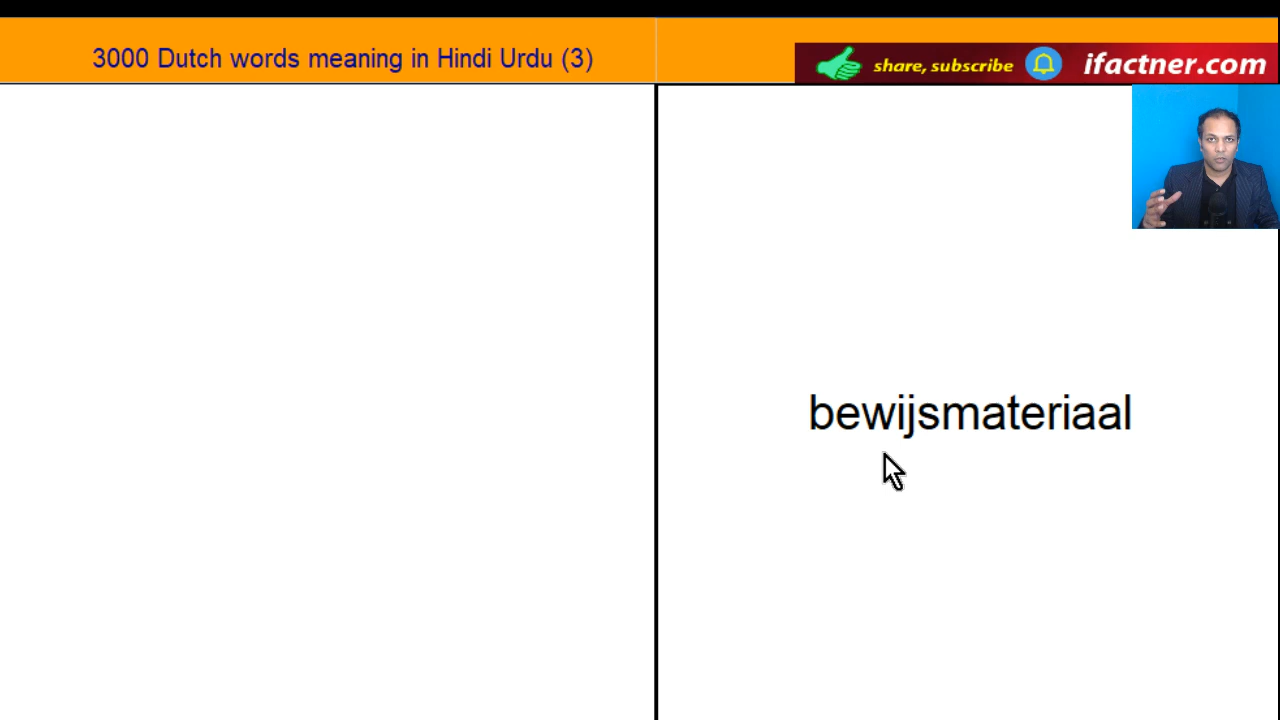 3000 Dutch words meaning in Hindi Urdu (3)
share, subscribe
ifactner.com
bewijsmateriaal